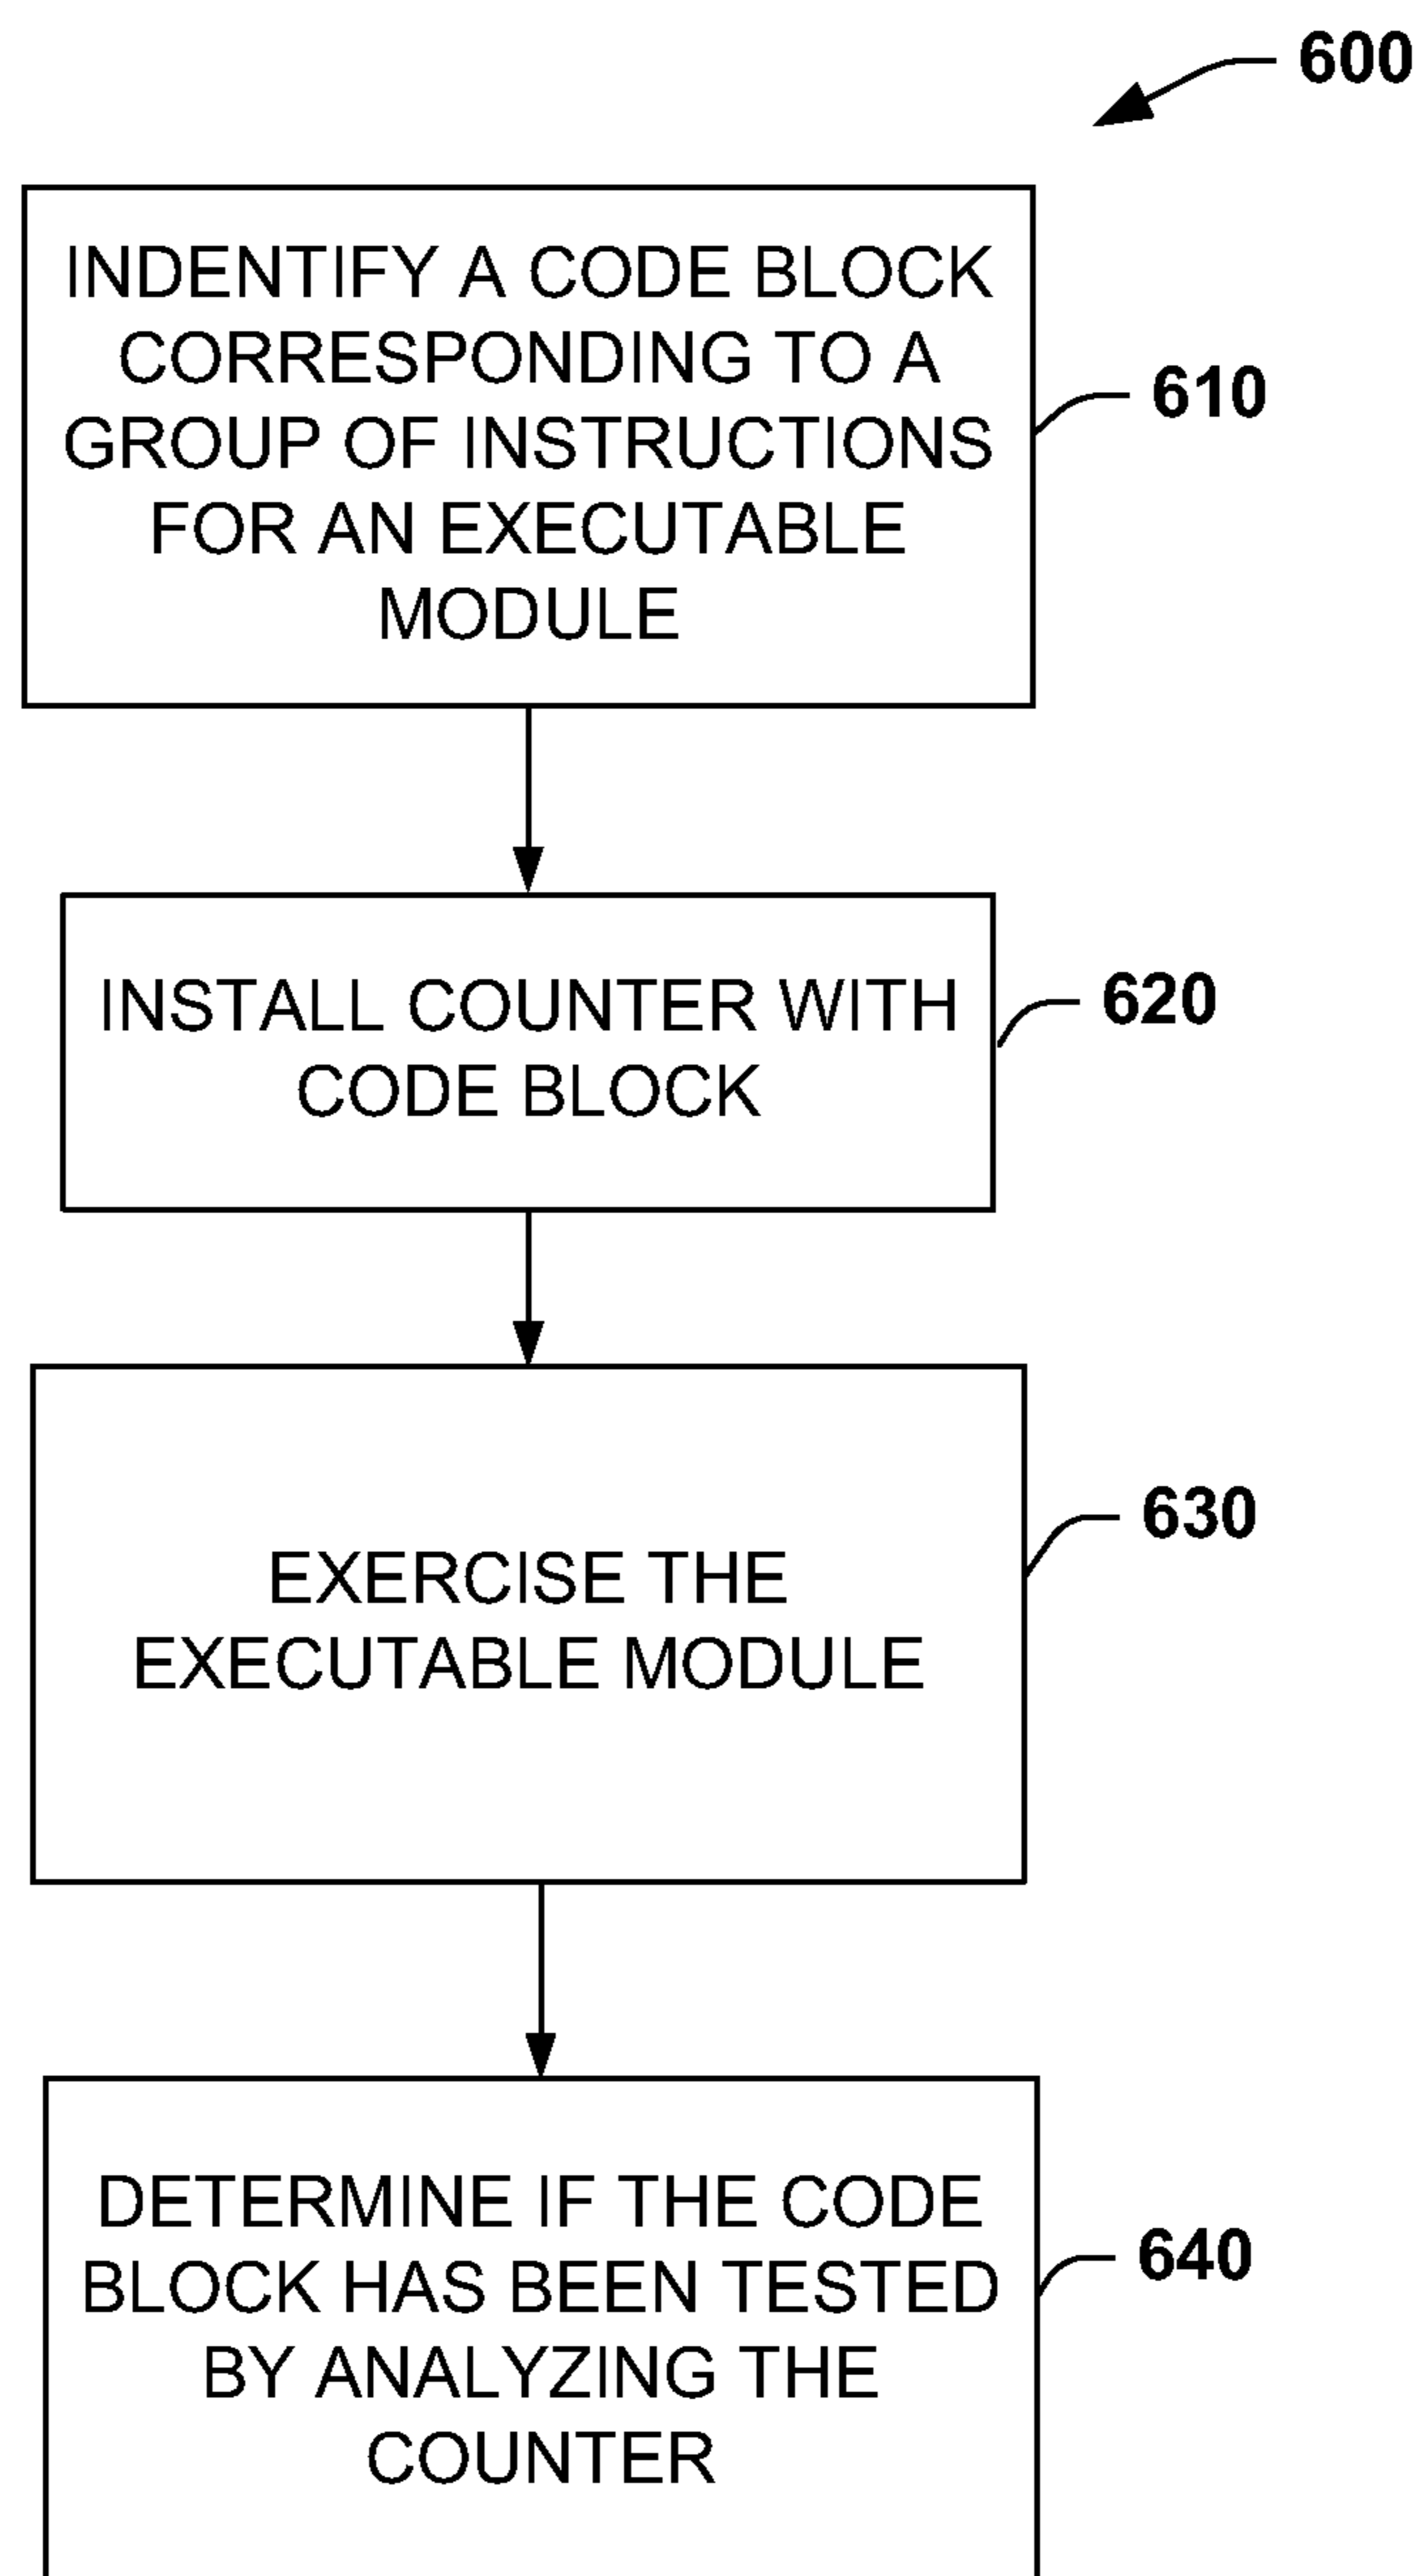 600
INDENTIFY A CODE BLOCK
CORRESPONDING TO A
GROUP OF INSTRUCTIONS
FOR AN EXECUTABLE
MODULE
610
INSTALL COUNTER WITH
CODE BLOCK
620
EXERCISE THE
EXECUTABLE MODULE
630
DETERMINE IF THE CODE
BLOCK HAS BEEN TESTED
BY ANALYZING THE
COUNTER
640